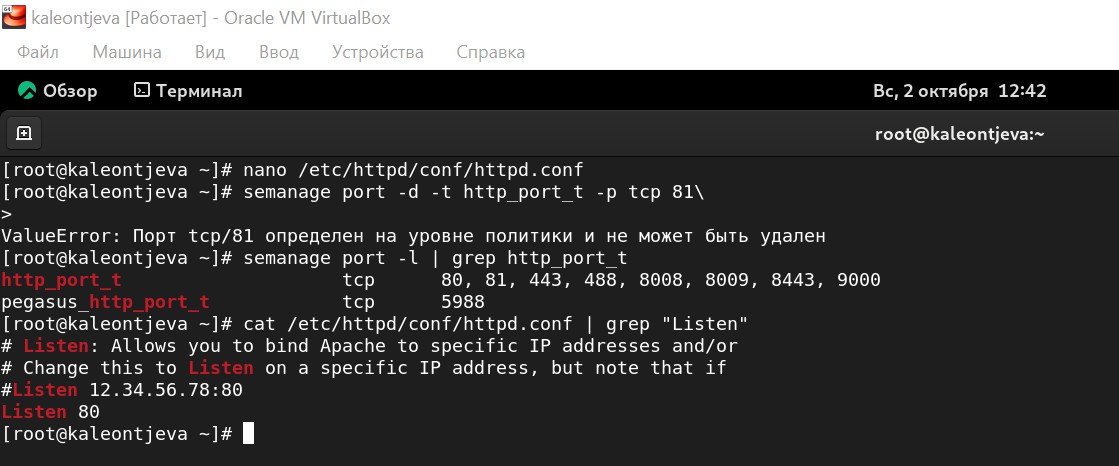 kaleontjeva [Работает] - Oracle VM VirtualBox
Файл Машина Вид Ввод Устройства Справка
Обзор Терминал Вс, 2 октября 12:42
root@kaleontjeva:~
[root@kaleontjeva ~]# nano /etc/httpd/conf/httpd.conf
[root@kaleontjeva ~]# semanage port -d -t http_port_t -p tcp 81\
>
ValueError: Порт tcp/81 определен на уровне политики и не может быть удален
[root@kaleontjeva ~]# semanage port -l | grep http_port_t
http_port_t tcp 80, 81, 443, 488, 8008, 8009, 8443, 9000
pegasus_http_port_t tcp 5988
[root@kaleontjeva ~]# cat /etc/httpd/conf/httpd.conf | grep "Listen"
# Listen: Allows you to bind Apache to specific IP addresses and/or
# Change this to Listen on a specific IP address, but note that if
#Listen 12.34.56.78:80
Listen 80
[root@kaleontjeva ~]#